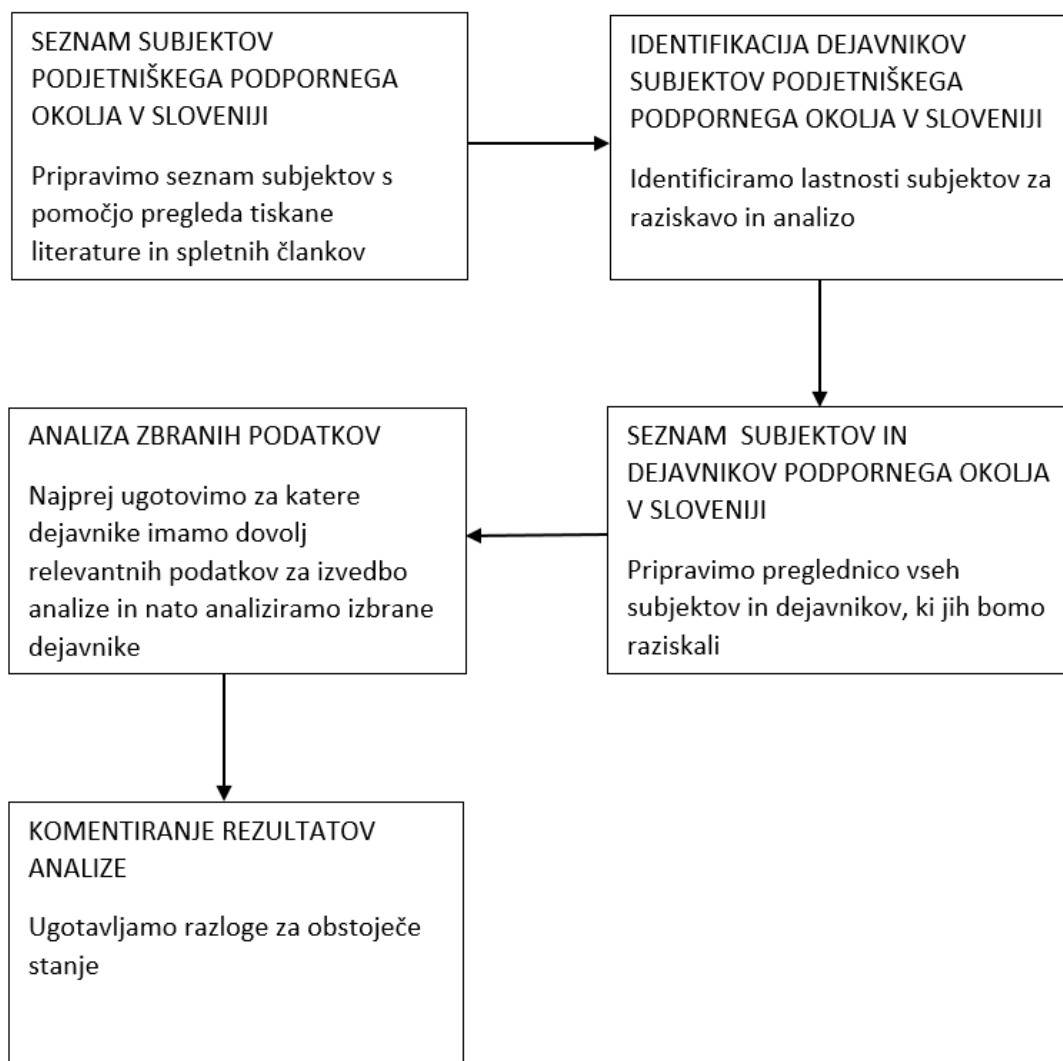 SEZNAM SUBJEKTOV
PODJETNIŠKEGA PODPORNEGA
OKOLJA V SLOVENIJI
Pripravimo seznam subjektov s
pomočjo pregleda tiskane
literature in spletnih člankov
IDENTIFIKACIJA DEJAVNIKOV
SUBJEKTOV PODJETNIŠKEGA
PODPORNEGA OKOLJA V SLOVENIJI
Identificiramo lastnosti subjektov za
raziskavo in analizo
SEZNAM  SUBJEKTOV IN
DEJAVNIKOV PODPORNEGA OKOLJA
V SLOVENIJI
Pripravimo preglednico vseh
subjektov in dejavnikov, ki jih bomo
raziskali
ANALIZA ZBRANIH PODATKOV
Najprej ugotovimo za katere
dejavnike imamo dovolj
relevantnih podatkov za izvedbo
analize in nato analiziramo izbrane
dejavnike
KOMENTIRANJE REZULTATOV
ANALIZE
Ugotavljamo razloge za obstoječe
stanje